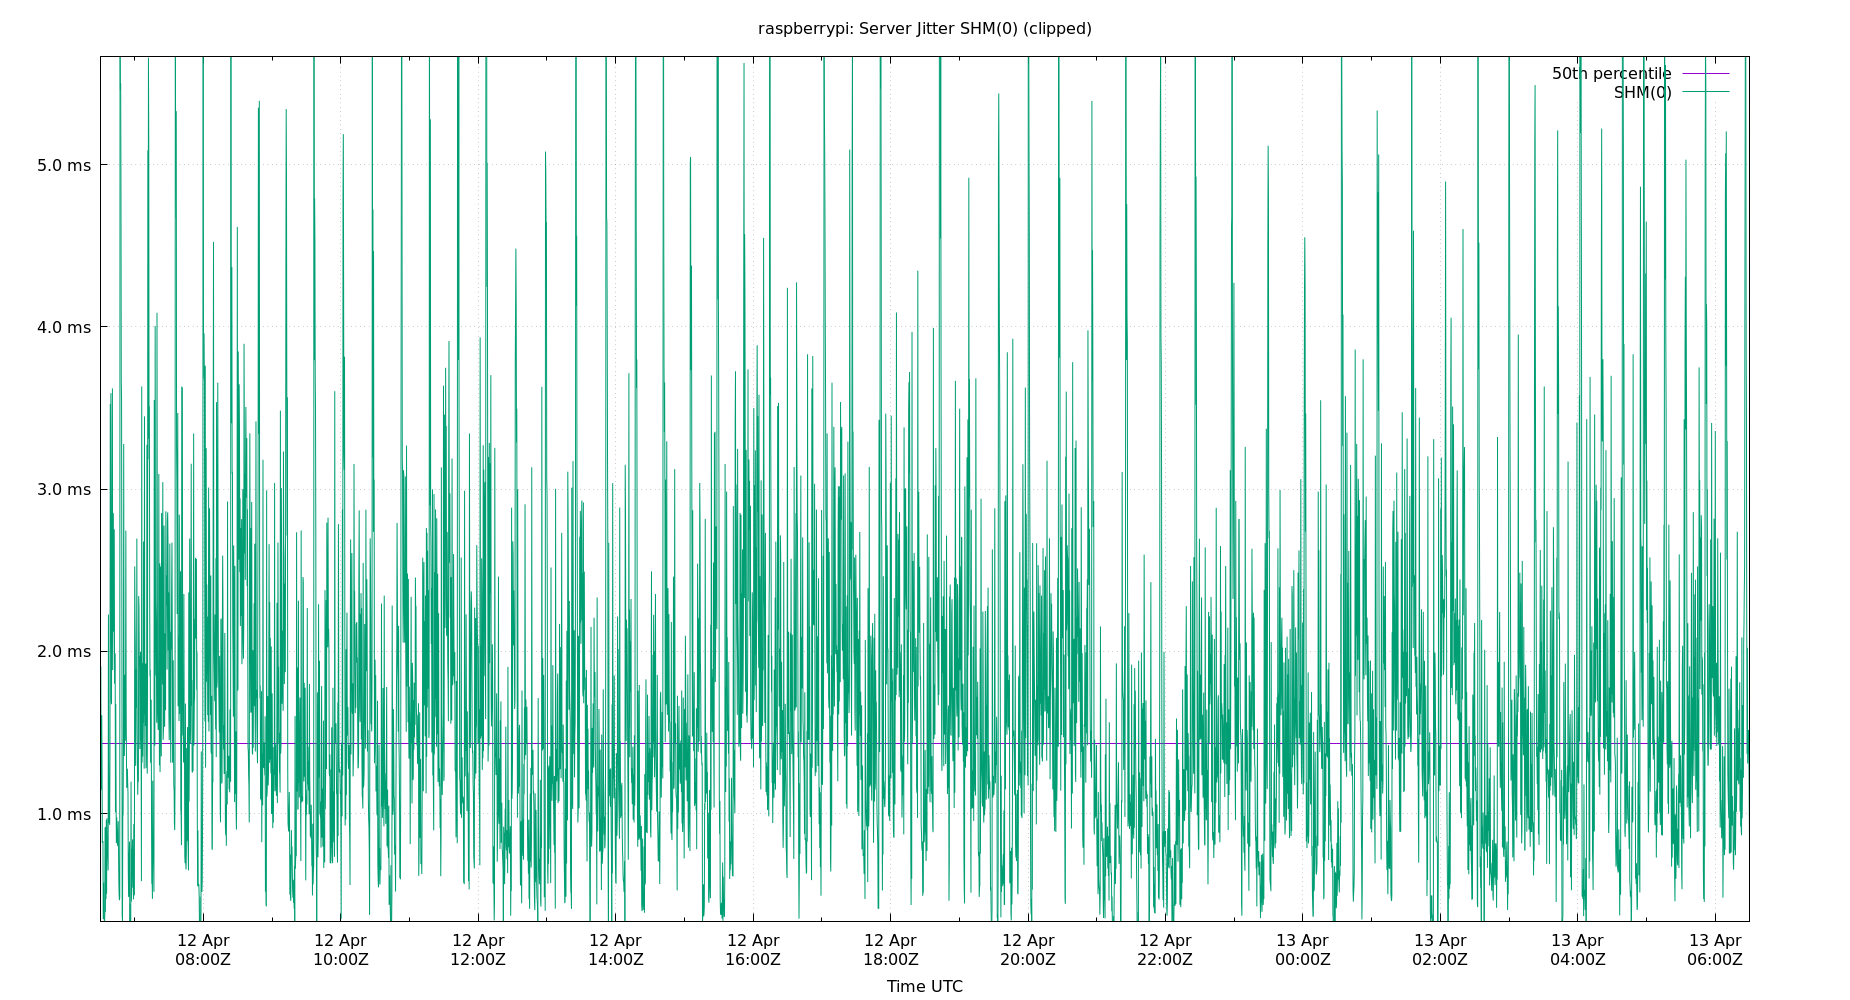 raspberrypi: Server Jitter SHM(0) (clipped)
50th percentile
SHM(0)
5.0 ms
4.0 ms
3.0 ms
2.0 ms
1.0 ms
12 Apr 12 Apr 12 Apr 12 Apr 12 Apr 12 Apr 12 Apr 12 Apr 13 Apr 13 Apr 13 Apr 13 Apr
08:00Z 10:00Z 12:00Z 14:00Z 16:00Z 18:00Z 20:00Z 22:00Z 00:00Z 02:00Z 04:00Z 06:00Z
Time UTC